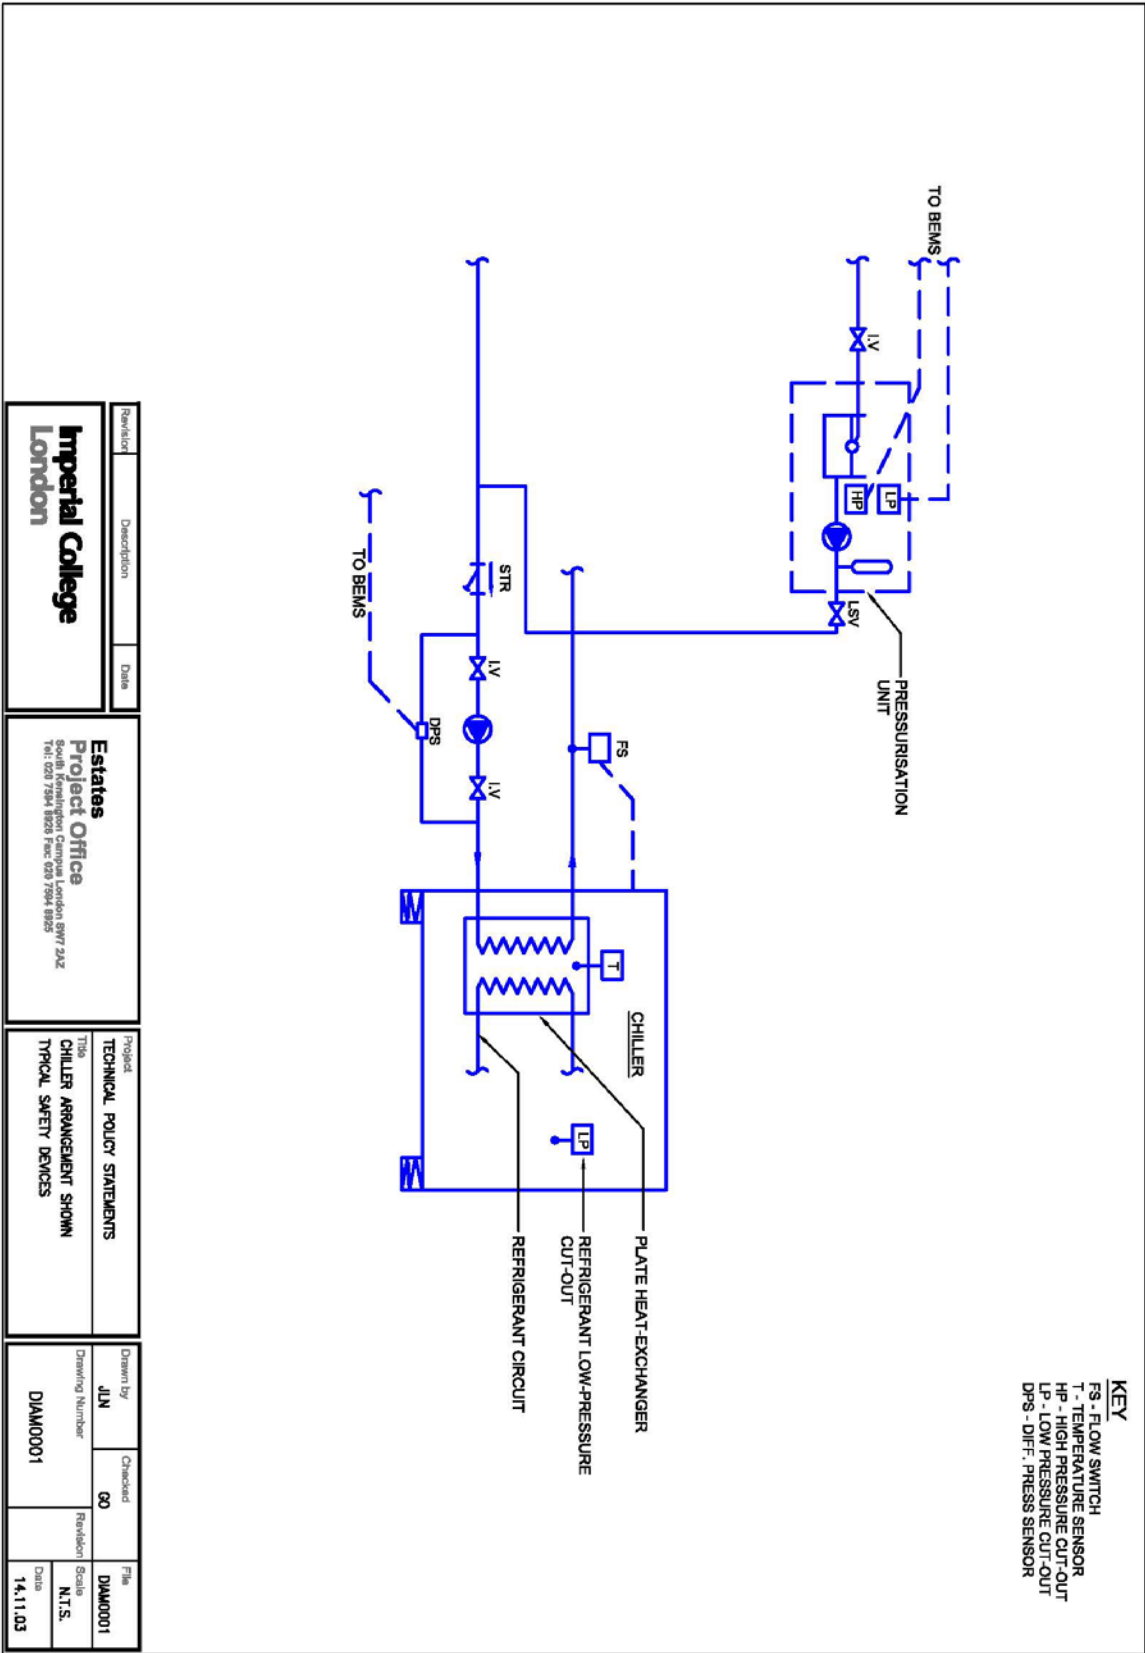 KEY
FS - FLOW SWITCH
T - TEMPERATURE SENSOR
HP - HIGH PRESSURE CUT-OUT
LP - LOW PRESSURE CUT-OUT
DPS - DIFF. PRESS SENSOR
TO BEMS
I.V
LP
HP
LSV
PRESSURISATION
UNIT
STR
FS
TO BEMS
I.V
I.V
DPS
T
CHILLER
LP
PLATE HEAT-EXCHANGER
REFRIGERANT LOW-PRESSURE
CUT-OUT
REFRIGERANT CIRCUIT
Revision
Description
Date
Imperial College
London
Estates
Project Office
South Kensington Campus London SW7 2AZ
Tel: 020 7594 8928 Fax: 020 7594 8925
Project
TECHNICAL POLICY STATEMENTS
Title
CHILLER ARRANGEMENT SHOWN
TYPICAL SAFETY DEVICES
Drawn by
JLN
Checked
GO
File
DIAM0001
Drawing Number
DIAM0001
Revision
Scale
N.T.S.
Date
14.11.03